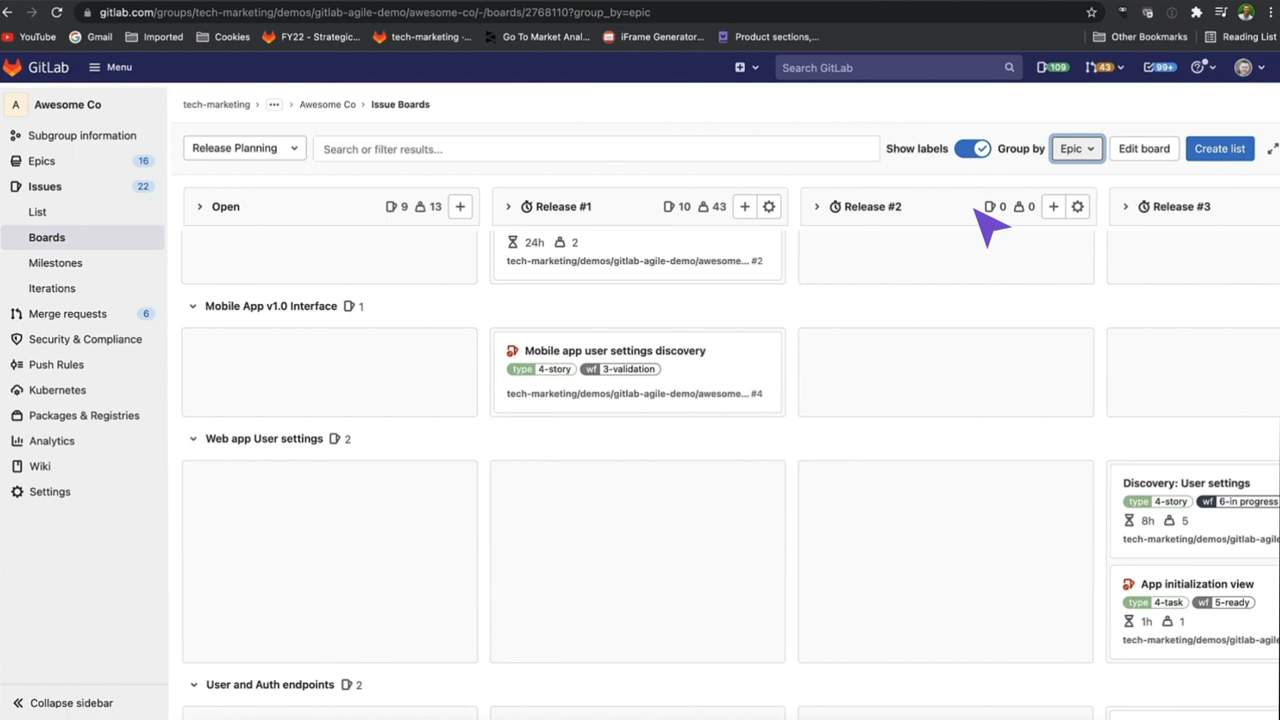 gitlab.com/groups/tech-marketing/demos/gitlab-agile-demo/awesome-co/-/boards/2768110?group_by=epic
YouTube Gmail Imported Cookies FY22 - Strategic... tech-marketing ·... Go To Market Anal... iFrame Generator... Product sections,... Other Bookmarks Reading List
GitLab Menu Search GitLab 109 43 99+
A Awesome Co
Subgroup information
Epics 16
Issues 22
List
Boards
Milestones
Iterations
Merge requests 6
Security & Compliance
Push Rules
Kubernetes
Packages & Registries
Analytics
Wiki
Settings
Collapse sidebar
tech-marketing › ... › Awesome Co › Issue Boards
Release Planning Search or filter results... Show labels Group by Epic Edit board Create list
Open 9 13 Release #1 10 43 Release #2 0 0 Release #3
24h 2
tech-marketing/demos/gitlab-agile-demo/awesome... #2
Mobile App v1.0 Interface 1
Mobile app user settings discovery
type 4-story wf 3-validation
tech-marketing/demos/gitlab-agile-demo/awesome... #4
Web app User settings 2
Discovery: User settings
type 4-story wf 6-in progress
8h 5
tech-marketing/demos/gitlab-agile
App initialization view
type 4-task wf 5-ready
1h 1
tech-marketing/demos/gitlab-agile
User and Auth endpoints 2